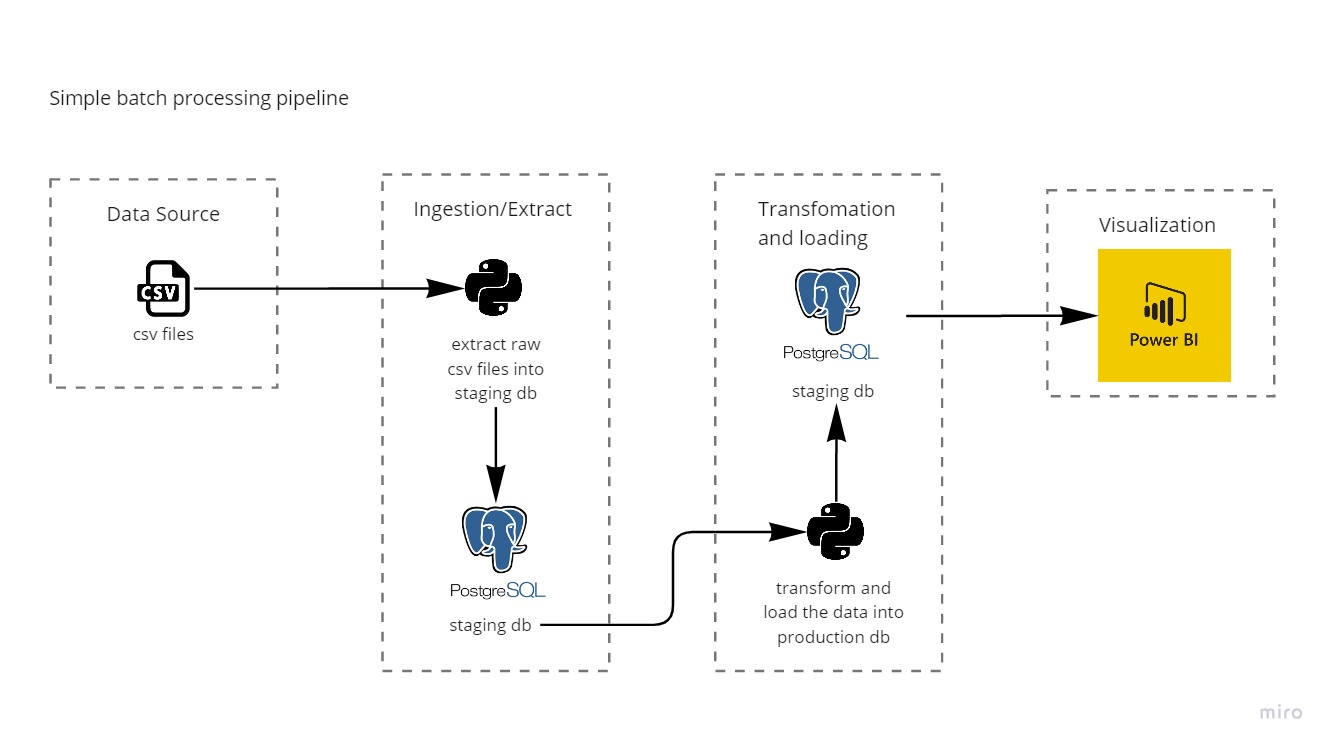 Simple batch processing pipeline
Data Source
CSV
csv files
Ingestion/Extract
extract raw
csv files into
staging db
PostgreSQL
staging db
Transfomation
and loading
PostgreSQL
staging db
transform and
load the data into
production db
Visualization
Power BI
miro